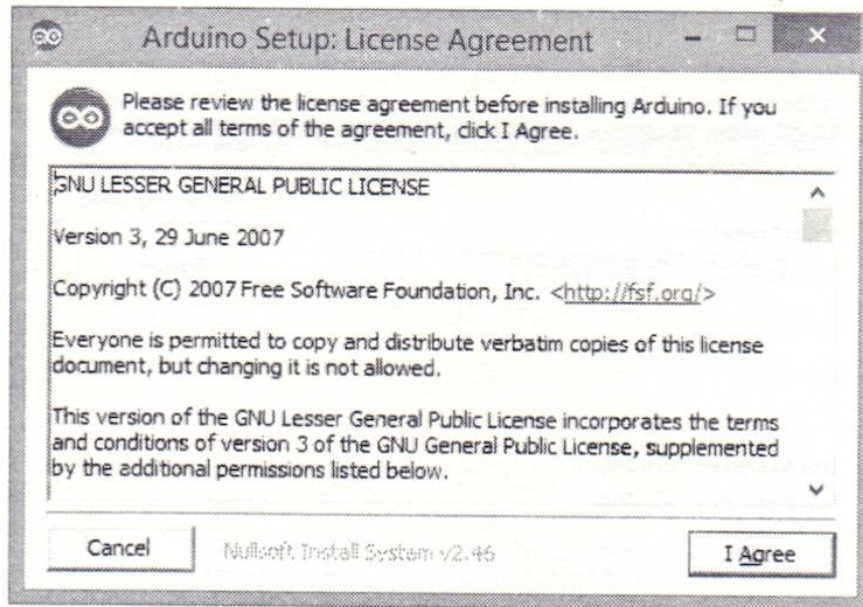 Arduino Setup: License Agreement
Please review the license agreement before installing Arduino. If you
accept all terms of the agreement, click I Agree.
GNU LESSER GENERAL PUBLIC LICENSE
Version 3, 29 June 2007
Copyright (C) 2007 Free Software Foundation, Inc. <http://fsf.org/>
Everyone is permitted to copy and distribute verbatim copies of this license
document, but changing it is not allowed.
This version of the GNU Lesser General Public License incorporates the terms
and conditions of version 3 of the GNU General Public License, supplemented
by the additional permissions listed below.
Cancel
Nullsoft Install System v2.46
I Agree